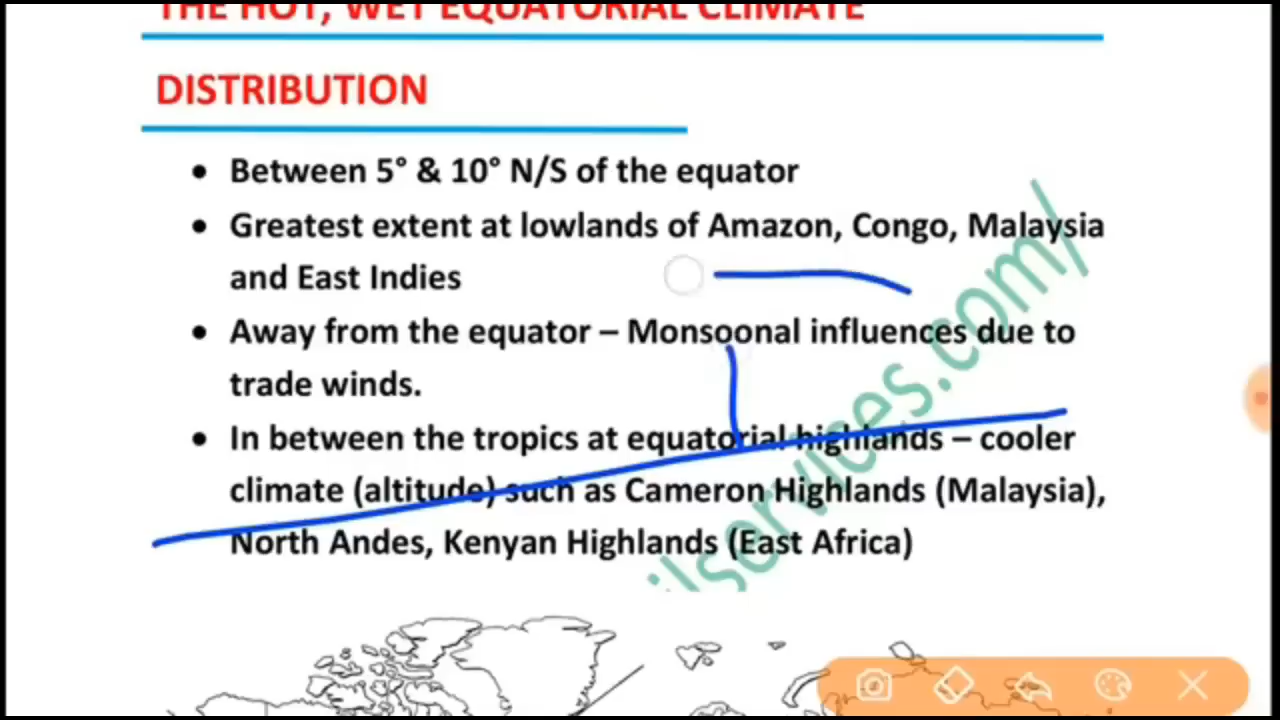 THE HOT, WET EQUATORIAL CLIMATE
DISTRIBUTION
• Between 5° & 10° N/S of the equator
• Greatest extent at lowlands of Amazon, Congo, Malaysia
and East Indies
• Away from the equator – Monsoonal influences due to
trade winds.
• In between the tropics at equatorial highlands – cooler
climate (altitude) such as Cameron Highlands (Malaysia),
North Andes, Kenyan Highlands (East Africa)
ilservices.com/